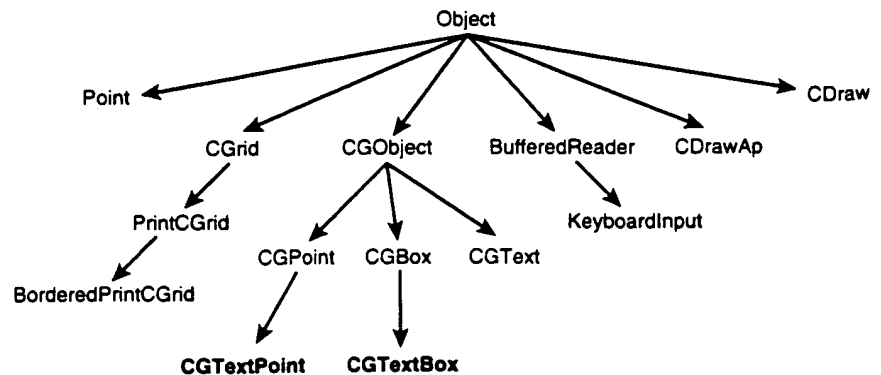 Object
Point
CDraw
CGrid
CGObject
BufferedReader
CDrawAp
PrintCGrid
KeyboardInput
CGPoint
CGBox
CGText
BorderedPrintCGrid
CGTextPoint
CGTextBox